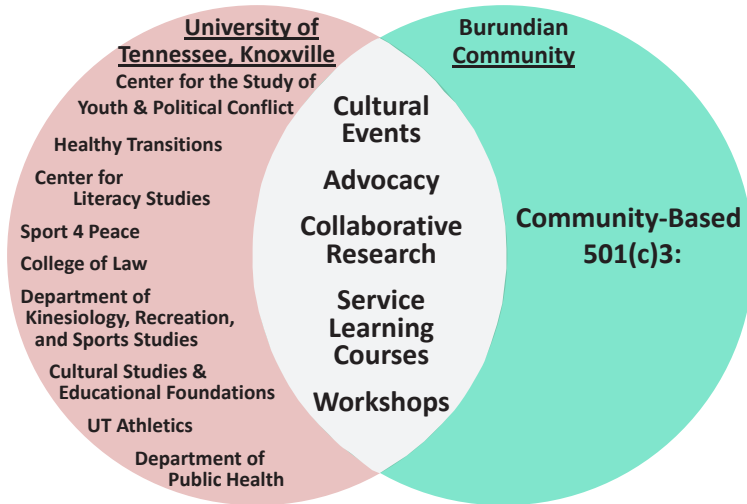 University of
Tennessee, Knoxville
Center for the Study of
Youth & Political Conflict
Healthy Transitions
Center for
Literacy Studies
Sport 4 Peace
College of Law
Department of
Kinesiology, Recreation,
and Sports Studies
Cultural Studies &
Educational Foundations
UT Athletics
Department of
Public Health
Cultural
Events
Advocacy
Collaborative
Research
Service
Learning
Courses
Workshops
Burundian
Community
Community-Based
501(c)3: